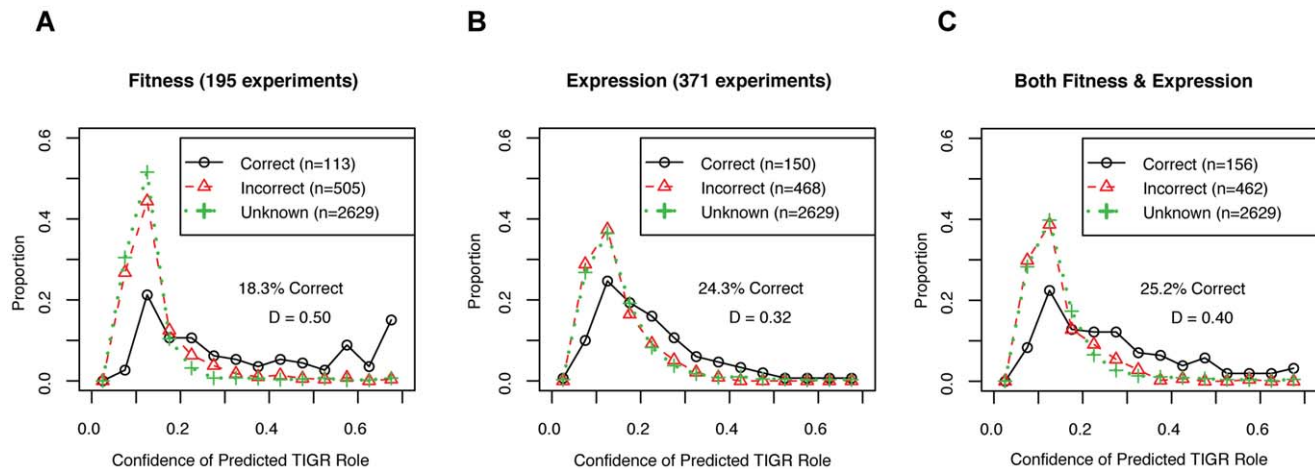 A
Fitness (195 experiments)
Proportion
0.0 0.2 0.4 0.6
Correct (n=113)
Incorrect (n=505)
Unknown (n=2629)
18.3% Correct
D = 0.50
0.0 0.2 0.4 0.6
Confidence of Predicted TIGR Role
B
Expression (371 experiments)
Proportion
0.0 0.2 0.4 0.6
Correct (n=150)
Incorrect (n=468)
Unknown (n=2629)
24.3% Correct
D = 0.32
0.0 0.2 0.4 0.6
Confidence of Predicted TIGR Role
C
Both Fitness & Expression
Proportion
0.0 0.2 0.4 0.6
Correct (n=156)
Incorrect (n=462)
Unknown (n=2629)
25.2% Correct
D = 0.40
0.0 0.2 0.4 0.6
Confidence of Predicted TIGR Role